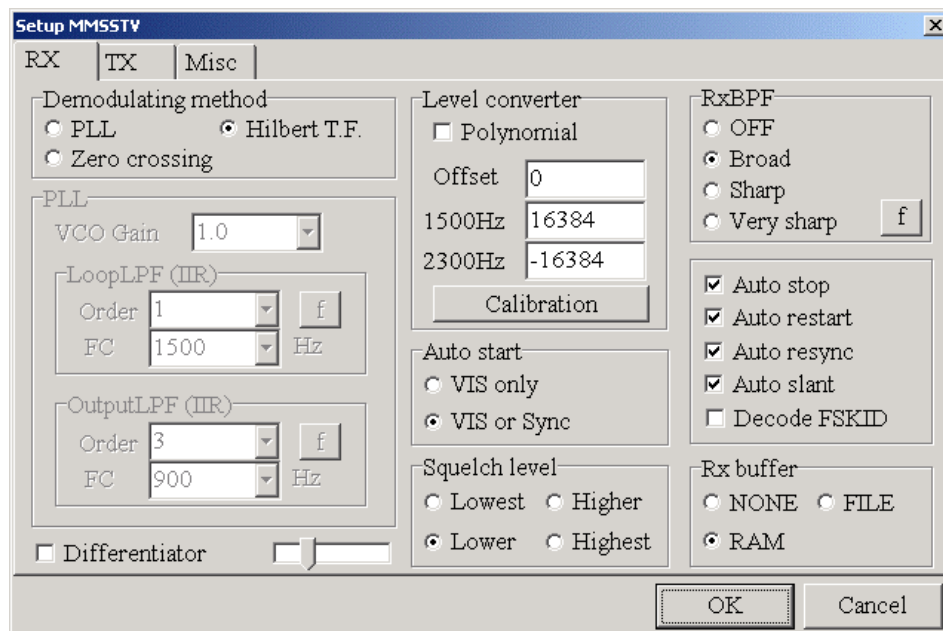 Setup MMSSTV
RX TX Misc
Demodulating method
PLL Hilbert T.F.
Zero crossing
PLL
VCO Gain 1.0
LoopLPF (IIR)
Order 1 f
FC 1500 Hz
OutputLPF (IIR)
Order 3 f
FC 900 Hz
Differentiator
Level converter
Polynomial
Offset 0
1500Hz 16384
2300Hz -16384
Calibration
Auto start
VIS only
VIS or Sync
Squelch level
Lowest Higher
Lower Highest
RxBPF
OFF
Broad
Sharp
Very sharp f
Auto stop
Auto restart
Auto resync
Auto slant
Decode FSKID
Rx buffer
NONE FILE
RAM
OK Cancel